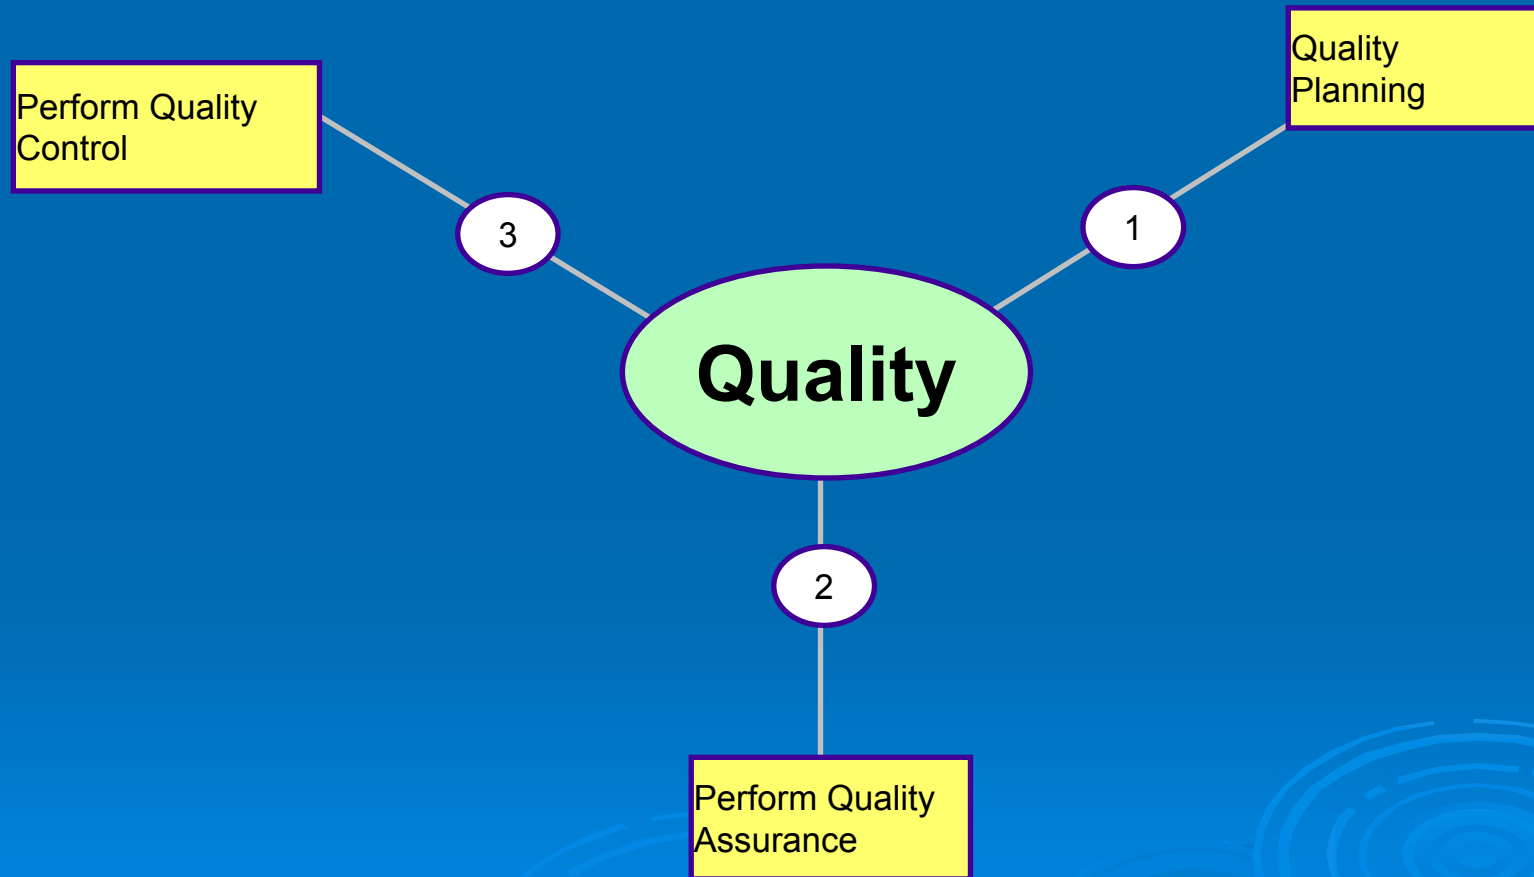 Quality
Planning
Perform Quality
Control
3
1
Quality
2
Perform Quality
Assurance